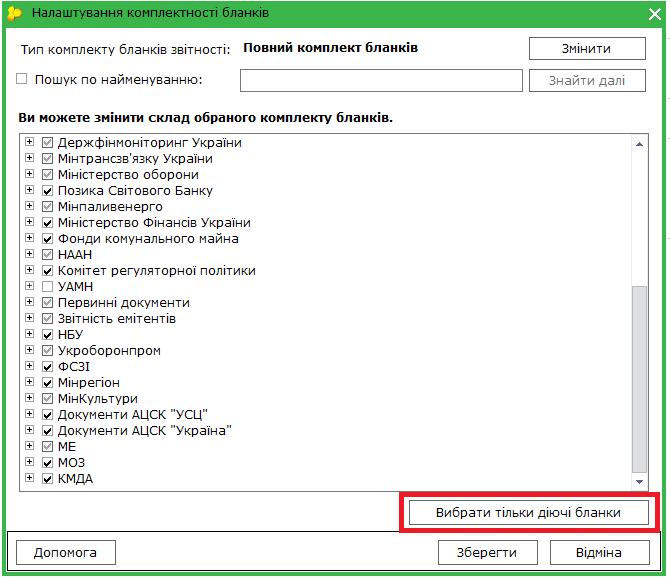 Налаштування комплектності бланків
Тип комплекту бланків звітності: Повний комплект бланків Змінити
Пошук по найменуванню: Знайти далі
Ви можете змінити склад обраного комплекту бланків.
Держфінмоніторинг України
Мінтрансзв'язку України
Міністерство оборони
Позика Світового Банку
Мінпаливенерго
Міністерство Фінансів України
Фонди комунального майна
НААН
Комітет регуляторної політики
УАМН
Первинні документи
Звітність емітентів
НБУ
Укроборонпром
ФСЗІ
Мінрегіон
МінКультури
Документи АЦСК "УСЦ"
Документи АЦСК "Україна"
МЕ
МОЗ
КМДА
Вибрати тільки діючі бланки
Допомога Зберегти Відміна